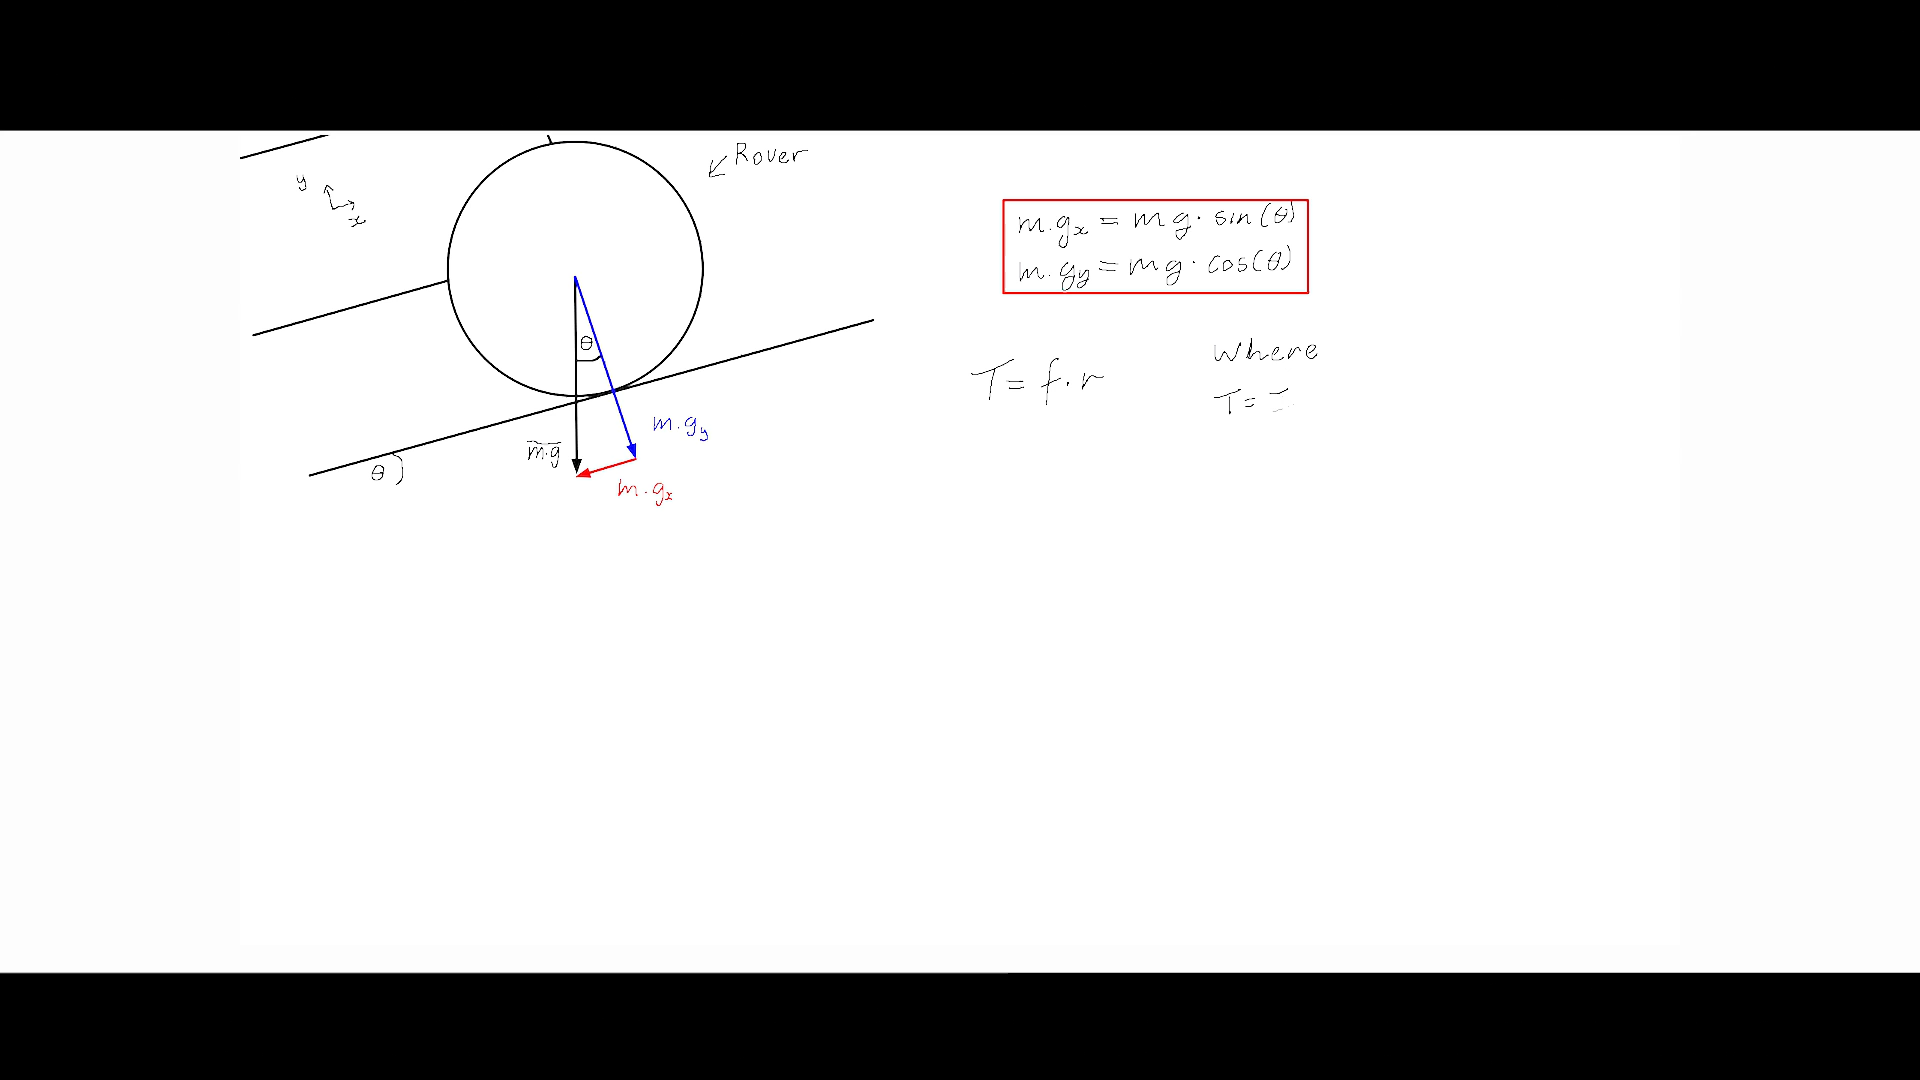 Rover
y
x
m.gx = mg. sin(θ)
m.gy = mg. cos(θ)
θ
Where
T = f.r
T =
m.gy
m.g
θ
m.gx